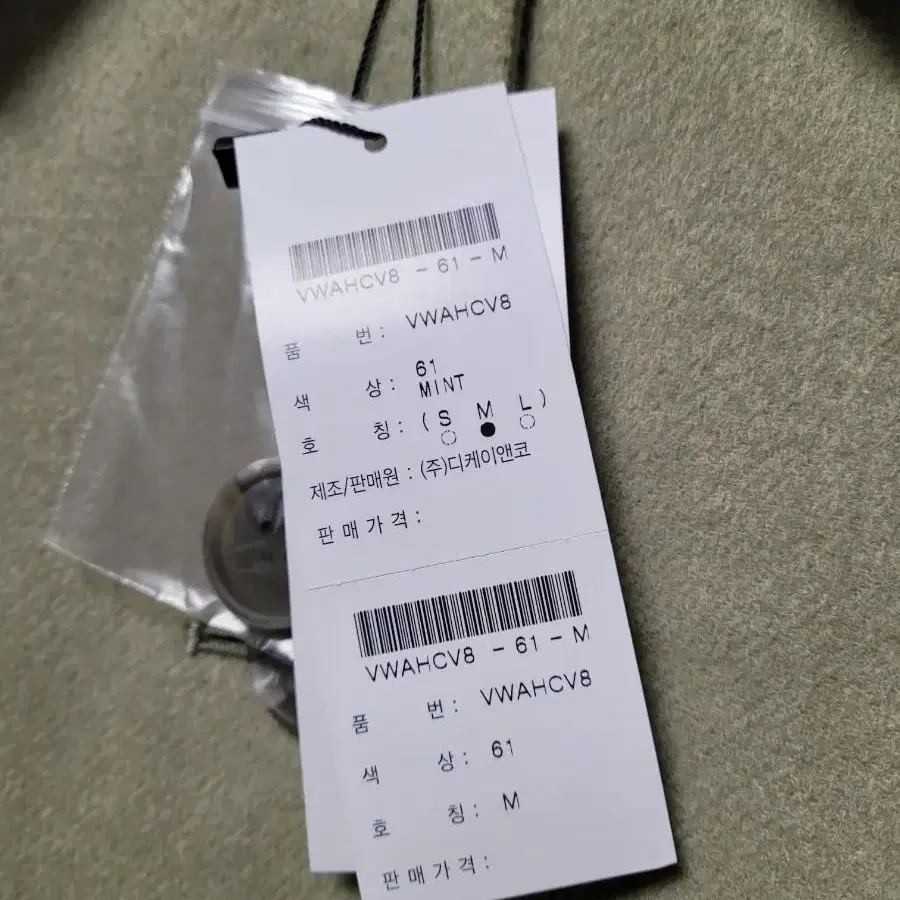 VWAHCV8 - 61 - M
품 번 : VWAHCV8
색 상 : 61
MINT
호 칭 : ( S M L )
제조/판매원 : (주)디케이앤코
판매가격 :
VWAHCV8 - 61 - M
품 번 : VWAHCV8
색 상 : 61
호 칭 : M
판매가격 :